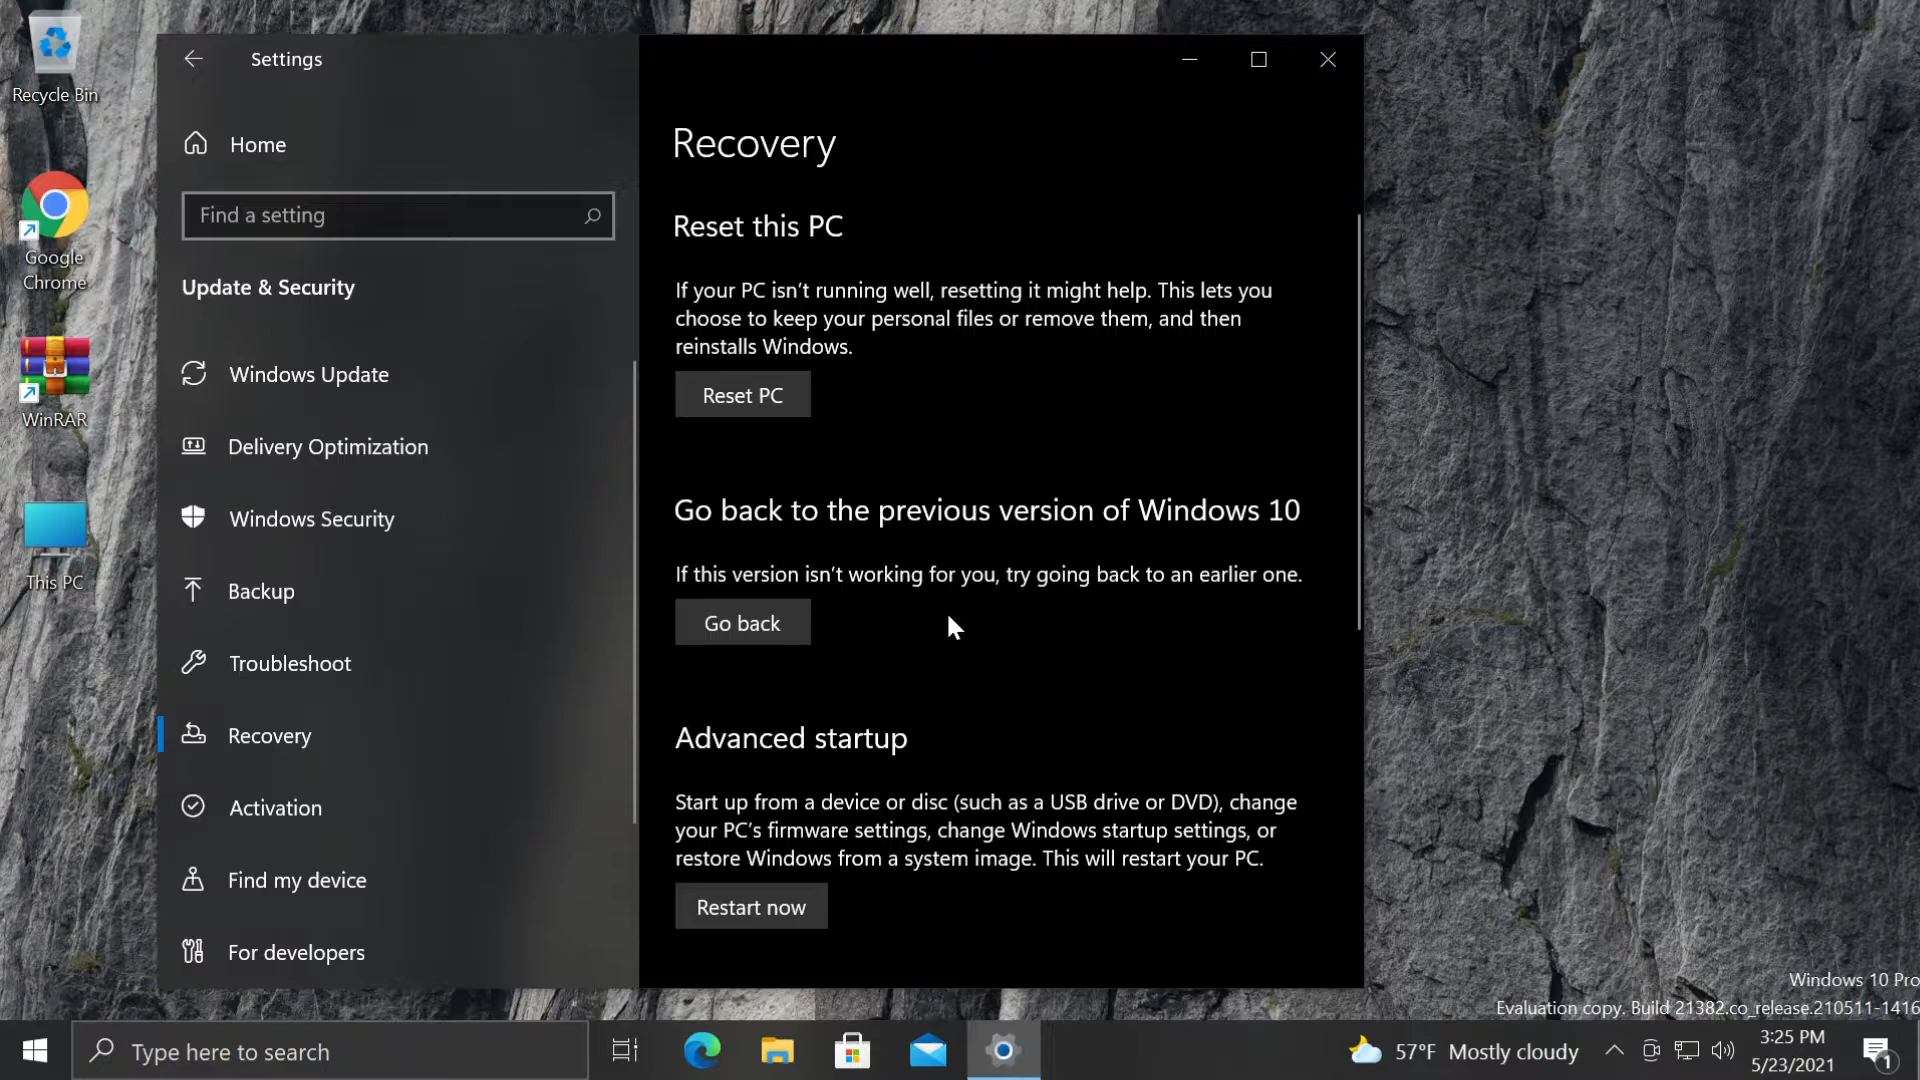 Recycle Bin
Google
Chrome
WinRAR
This PC
Settings
Home
Find a setting
Update & Security
Windows Update
Delivery Optimization
Windows Security
Backup
Troubleshoot
Recovery
Activation
Find my device
For developers
Recovery
Reset this PC
If your PC isn’t running well, resetting it might help. This lets you
choose to keep your personal files or remove them, and then
reinstalls Windows.
Reset PC
Go back to the previous version of Windows 10
If this version isn’t working for you, try going back to an earlier one.
Go back
Advanced startup
Start up from a device or disc (such as a USB drive or DVD), change
your PC’s firmware settings, change Windows startup settings, or
restore Windows from a system image. This will restart your PC.
Restart now
Windows 10 Pro
Evaluation copy. Build 21382.co_release.210511-1416
Type here to search
57°F Mostly cloudy
3:25 PM
5/23/2021
1